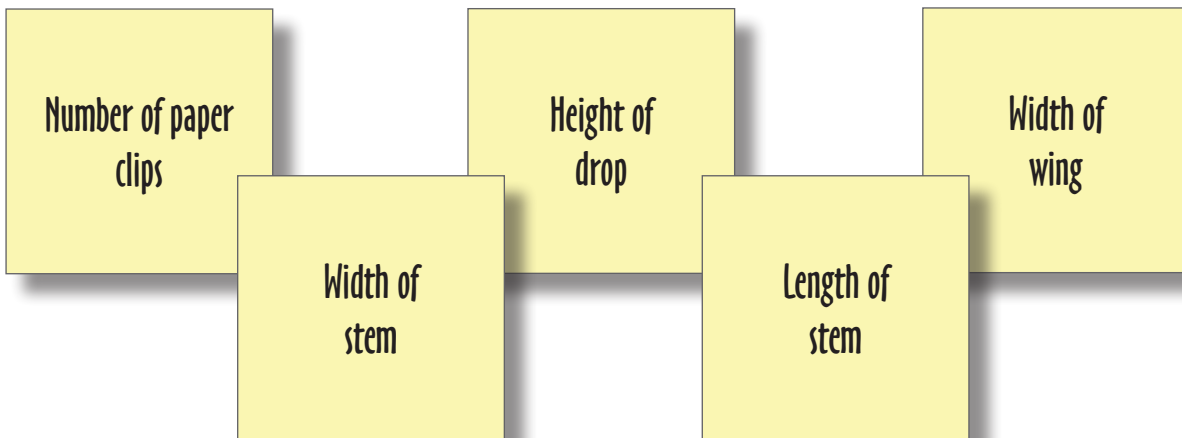 Number of paper
clips
Height of
drop
Width of
wing
Width of
stem
Length of
stem